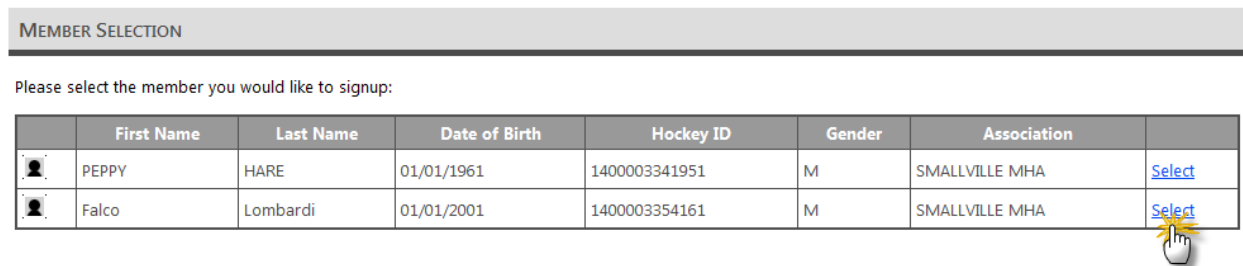 MEMBER SELECTION
Please select the member you would like to signup:
First Name Last Name Date of Birth Hockey ID Gender Association
PEPPY HARE 01/01/1961 1400003341951 M SMALLVILLE MHA Select
Falco Lombardi 01/01/2001 1400003354161 M SMALLVILLE MHA Select